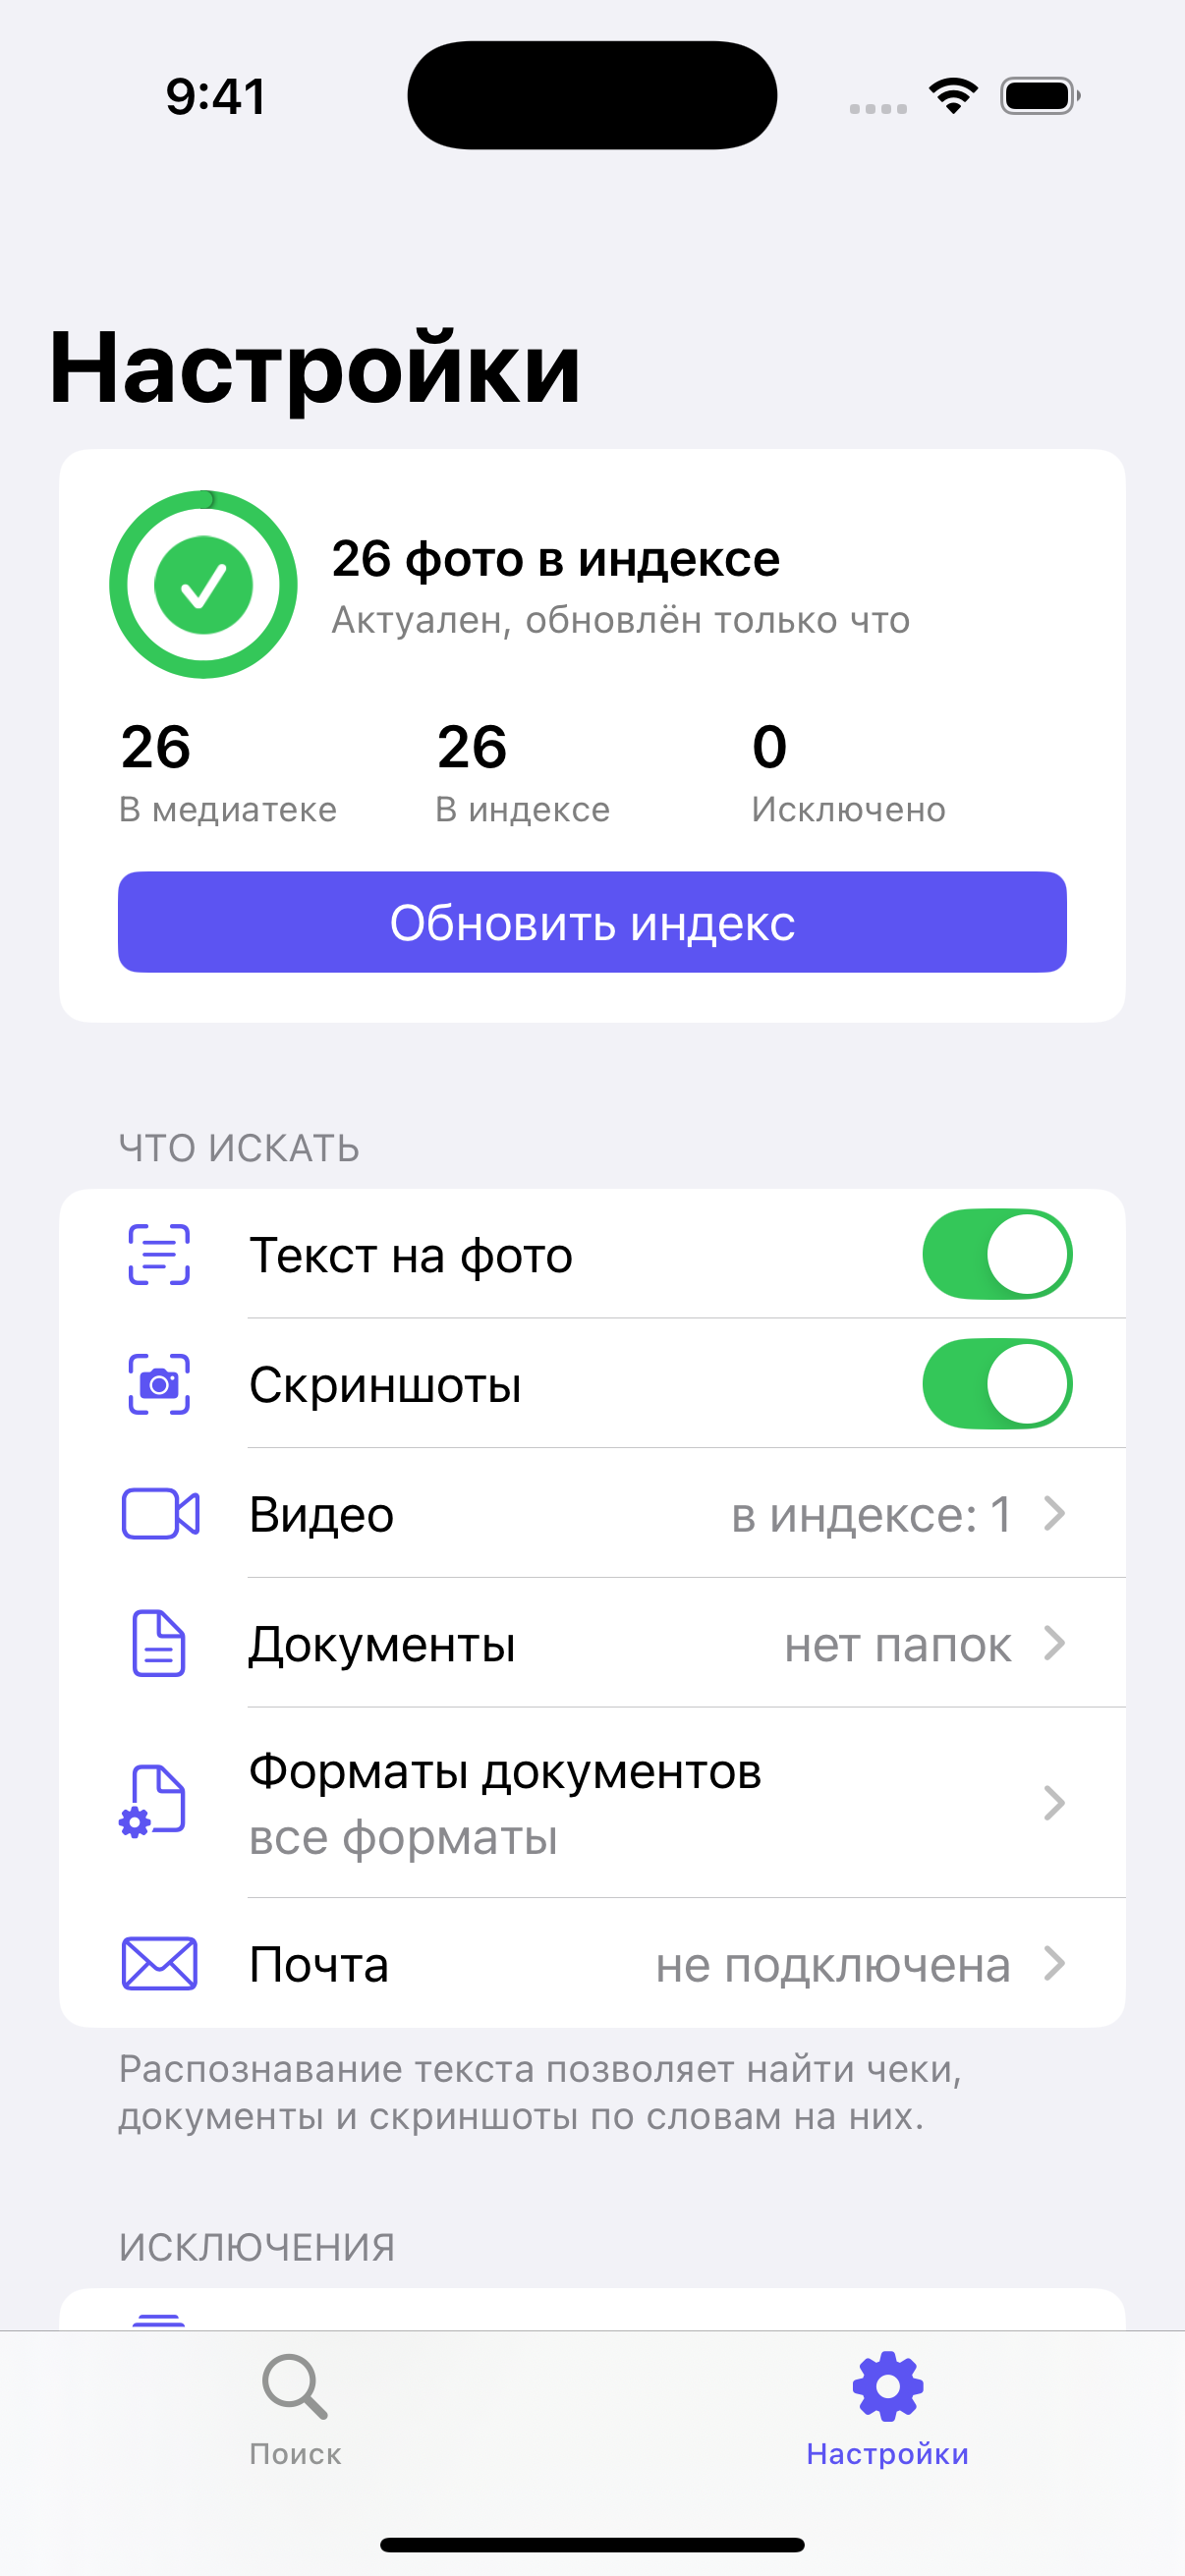 9:41
Настройки
26 фото в индексе
Актуален, обновлён только что
26 26 0
В медиатеке В индексе Исключено
Обновить индекс
ЧТО ИСКАТЬ
Текст на фото
Скриншоты
Видео в индексе: 1
Документы нет папок
Форматы документов
все форматы
Почта не подключена
Распознавание текста позволяет найти чеки,
документы и скриншоты по словам на них.
ИСКЛЮЧЕНИЯ
Поиск Настройки